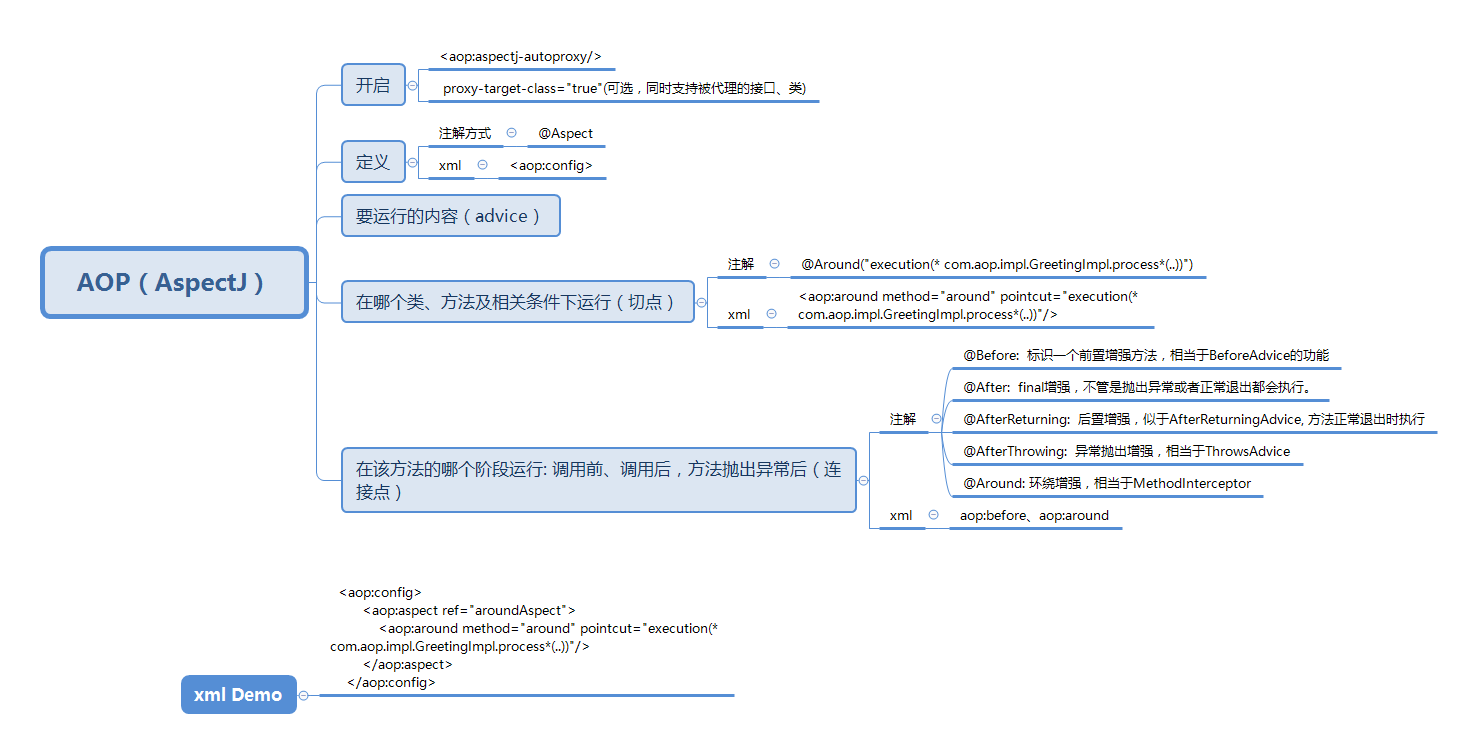 AOP（AspectJ）
开启
<aop:aspectj-autoproxy/>
proxy-target-class="true"(可选，同时支持被代理的接口、类)
定义
注解方式
@Aspect
xml
<aop:config>
要运行的内容（advice）
在哪个类、方法及相关条件下运行（切点）
注解
@Around("execution(* com.aop.impl.GreetingImpl.process*(..))")
xml
<aop:around method="around" pointcut="execution(*
com.aop.impl.GreetingImpl.process*(..))"/>
在该方法的哪个阶段运行: 调用前、调用后，方法抛出异常后（连
接点）
注解
@Before: 标识一个前置增强方法，相当于BeforeAdvice的功能
@After: final增强，不管是抛出异常或者正常退出都会执行。
@AfterReturning: 后置增强，似于AfterReturningAdvice, 方法正常退出时执行
@AfterThrowing: 异常抛出增强，相当于ThrowsAdvice
@Around: 环绕增强，相当于MethodInterceptor
xml
aop:before、aop:around
xml Demo
<aop:config>
<aop:aspect ref="aroundAspect">
<aop:around method="around" pointcut="execution(*
com.aop.impl.GreetingImpl.process*(..))"/>
</aop:aspect>
</aop:config>